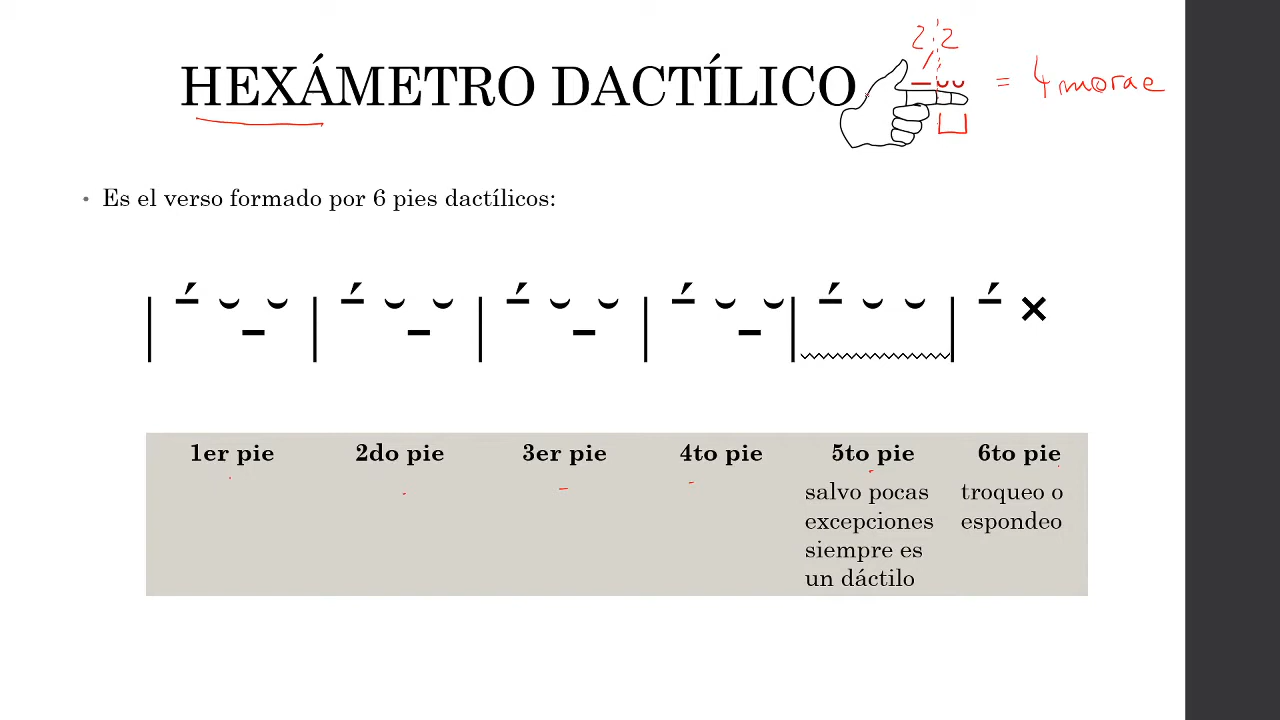 2 2
HEXÁMETRO DACTÍLICO — ᴗᴗ = 4 morae
• Es el verso formado por 6 pies dactílicos:
1er pie 2do pie 3er pie 4to pie 5to pie 6to pie
salvo pocas troqueo o
excepciones espondeo
siempre es
un dáctilo